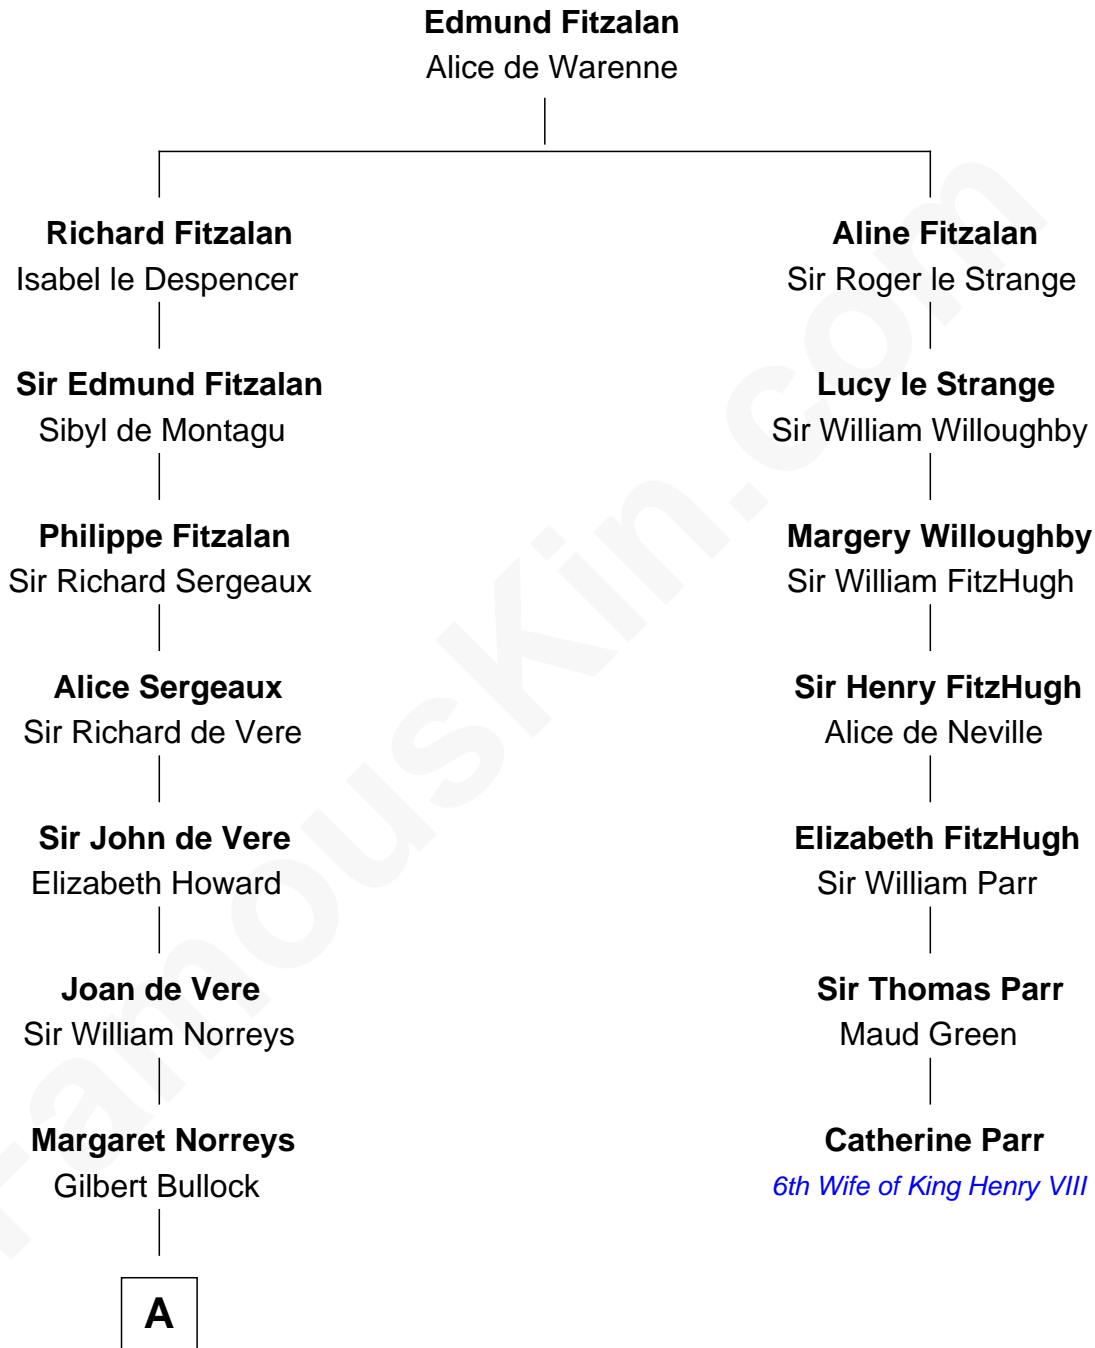 Edmund Fitzalan
Alice de Warenne
Richard Fitzalan
Isabel le Despencer
Sir Edmund Fitzalan
Sibyl de Montagu
Philippe Fitzalan
Sir Richard Sergeaux
Alice Sergeaux
Sir Richard de Vere
Sir John de Vere
Elizabeth Howard
Joan de Vere
Sir William Norreys
Margaret Norreys
Gilbert Bullock
A
Aline Fitzalan
Sir Roger le Strange
Lucy le Strange
Sir William Willoughby
Margery Willoughby
Sir William FitzHugh
Sir Henry FitzHugh
Alice de Neville
Elizabeth FitzHugh
Sir William Parr
Sir Thomas Parr
Maud Green
Catherine Parr
6th Wife of King Henry VIII
FamousKin.com